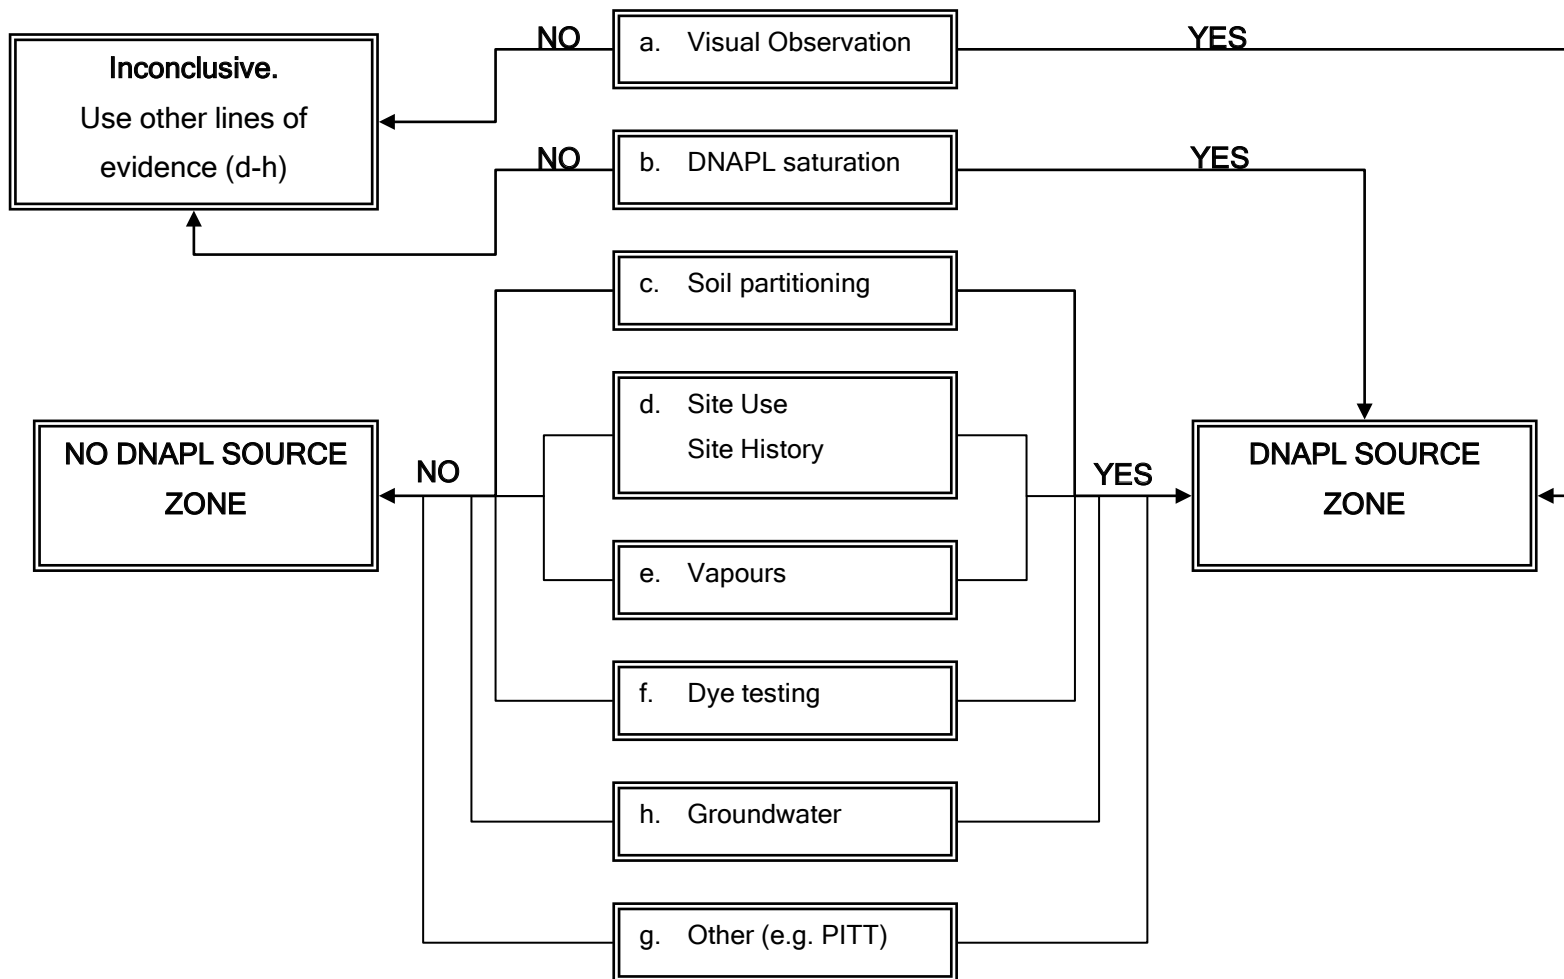 NO
a. Visual Observation
YES
Inconclusive.
Use other lines of
evidence (d-h)
NO
b. DNAPL saturation
YES
c. Soil partitioning
d. Site Use
Site History
NO DNAPL SOURCE
ZONE
NO
YES
DNAPL SOURCE
ZONE
e. Vapours
f. Dye testing
h. Groundwater
g. Other (e.g. PITT)